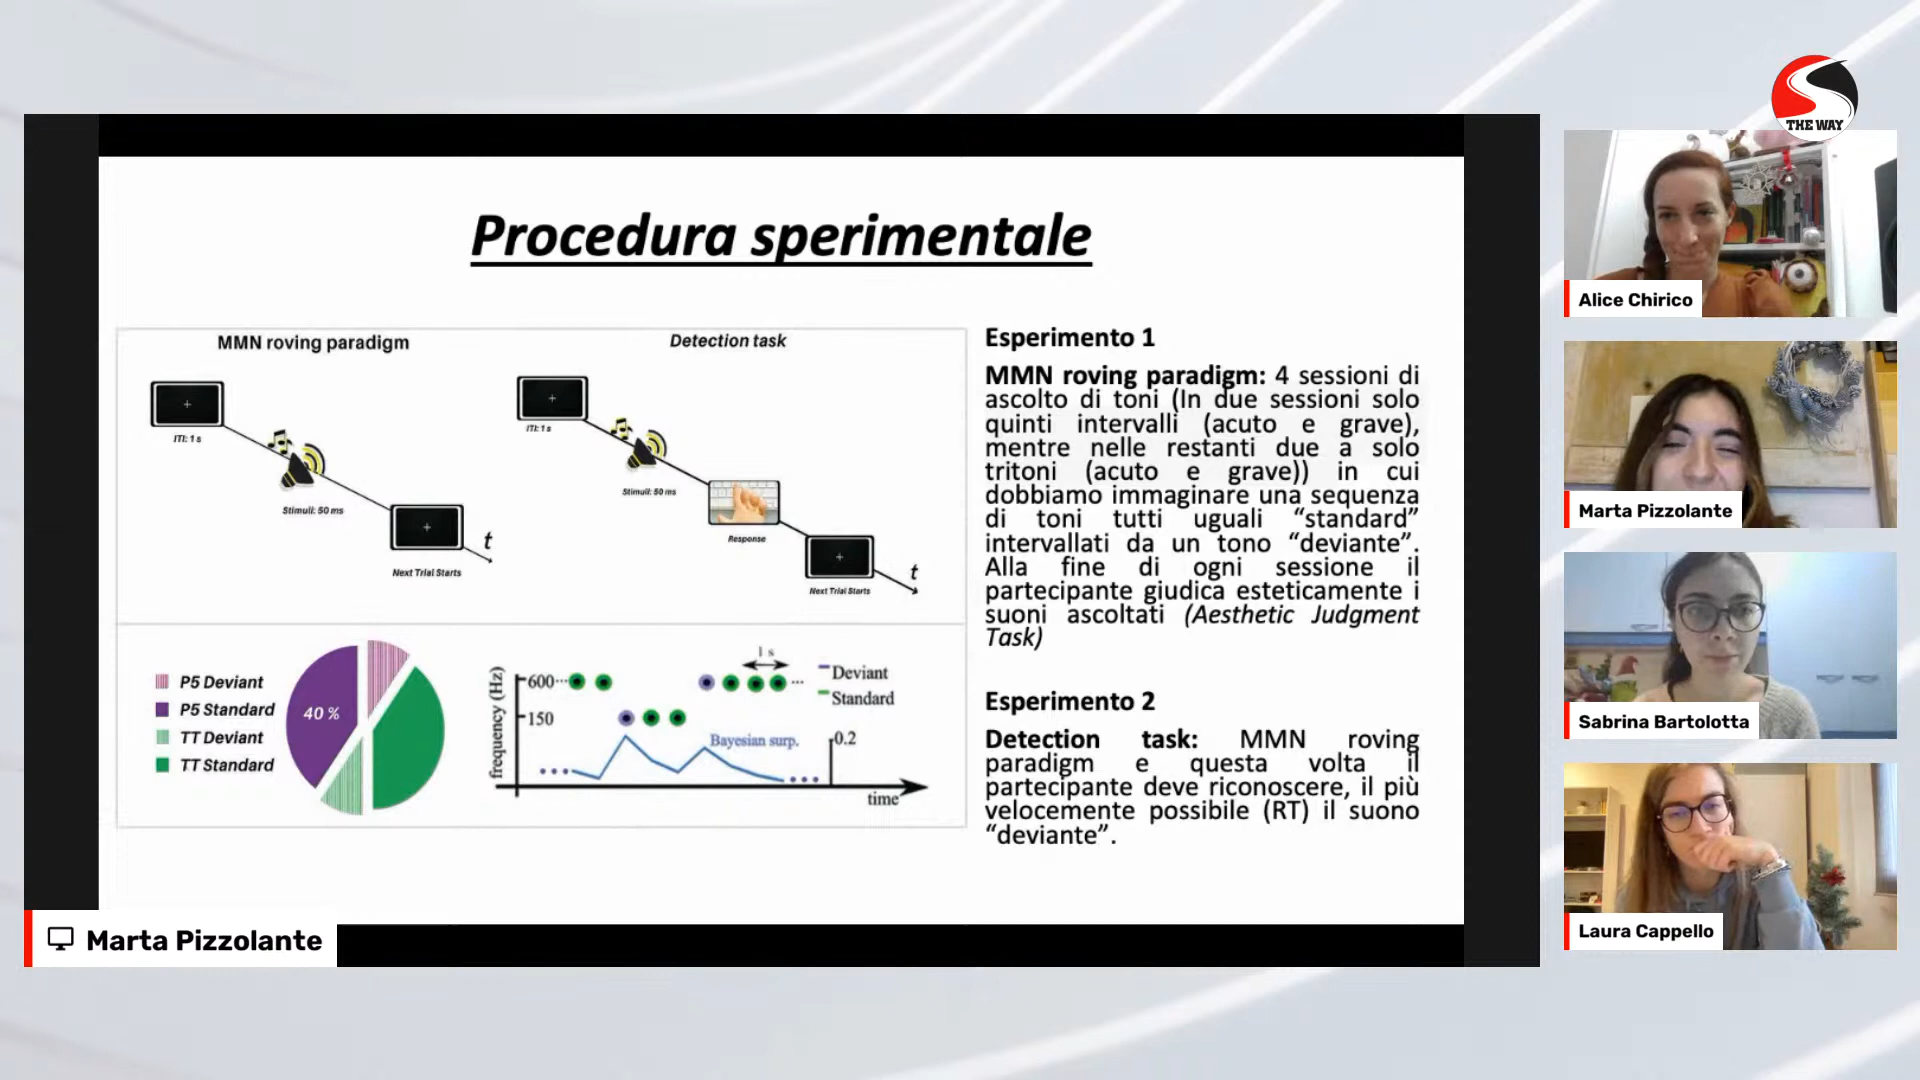 THE WAY
Procedura sperimentale
MMN roving paradigm
ITI: 1 s
Stimuli: 50 ms
Next Trial Starts
t
Detection task
ITI: 1 s
Stimuli: 50 ms
Response
Next Trial Starts
t
P5 Deviant
P5 Standard
TT Deviant
TT Standard
40 %
frequency (Hz)
600
150
1 s
Deviant
Standard
Bayesian surp.
0.2
time
Esperimento 1
MMN roving paradigm: 4 sessioni di
ascolto di toni (In due sessioni solo
quinti intervalli (acuto e grave),
mentre nelle restanti due a solo
tritoni (acuto e grave)) in cui
dobbiamo immaginare una sequenza
di toni tutti uguali “standard”
intervallati da un tono “deviante”.
Alla fine di ogni sessione il
partecipante giudica esteticamente i
suoni ascoltati (Aesthetic Judgment
Task)
Esperimento 2
Detection task: MMN roving
paradigm e questa volta il
partecipante deve riconoscere, il più
velocemente possibile (RT) il suono
“deviante”.
Marta Pizzolante
Alice Chirico
Marta Pizzolante
Sabrina Bartolotta
Laura Cappello